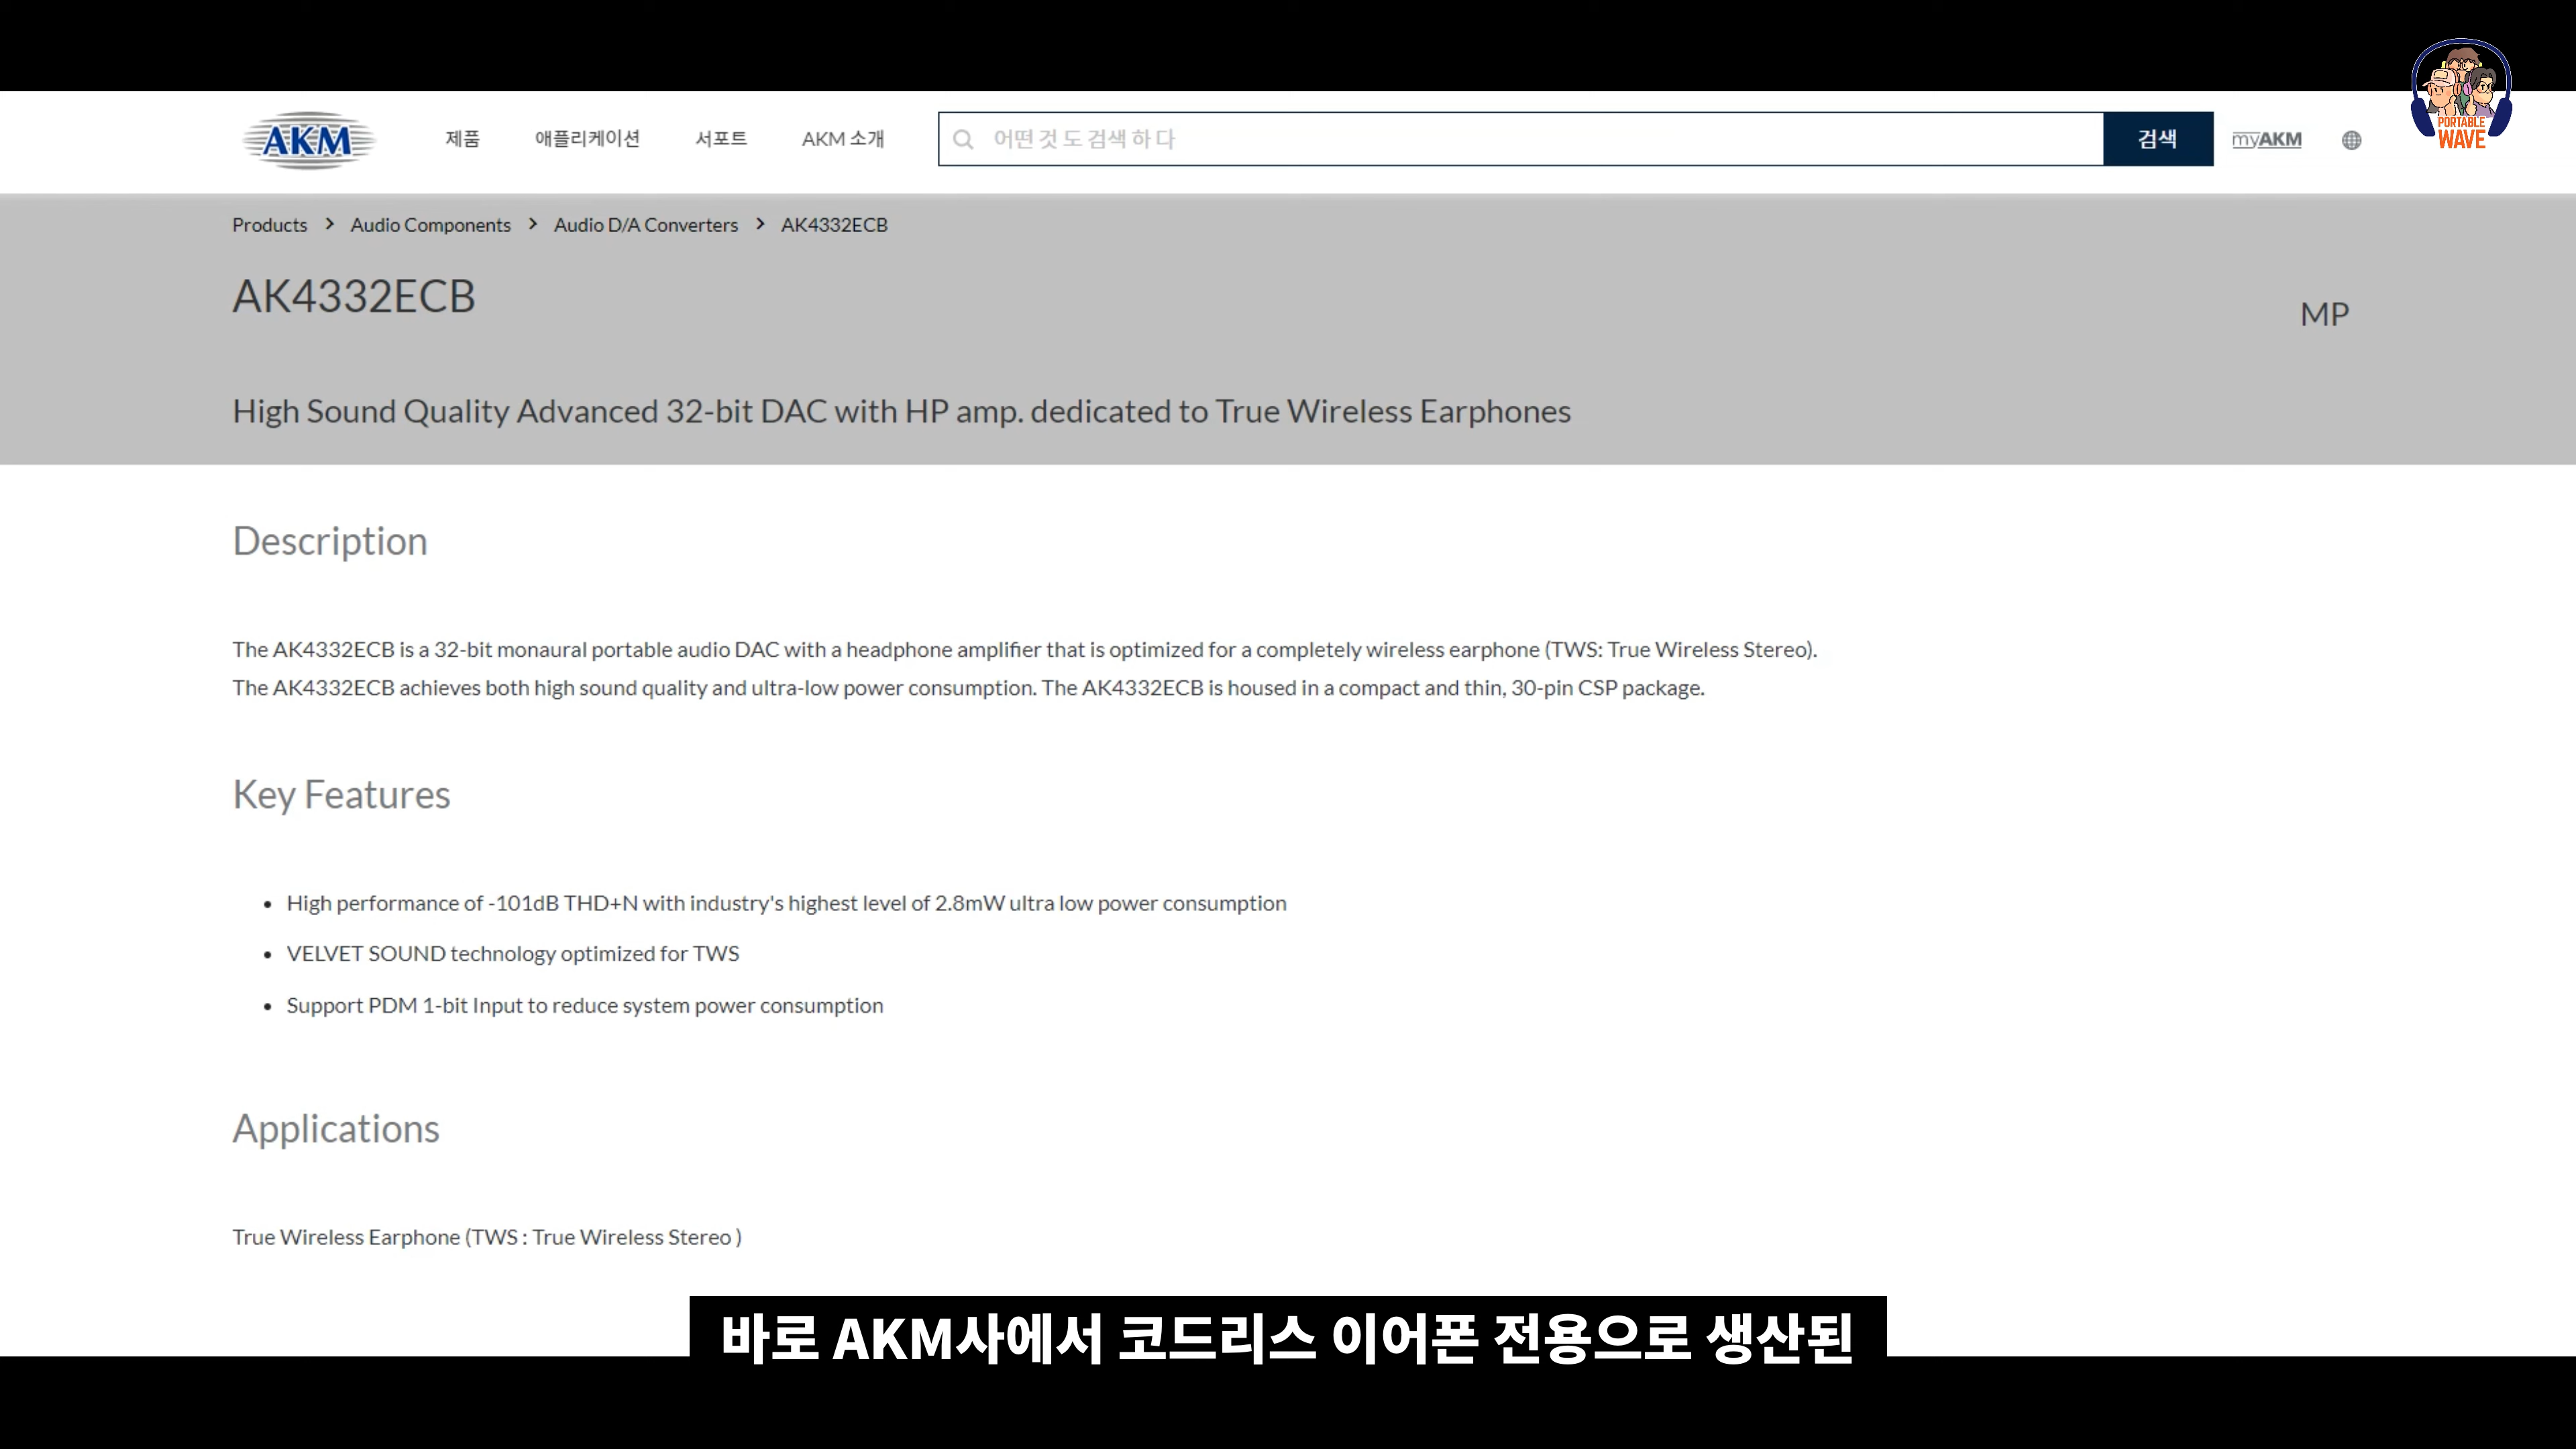 PORTABLE
WAVE
AKM
제품
애플리케이션
서포트
AKM 소개
어떤 것 도 검색 하 다
검색
myAKM
Products > Audio Components > Audio D/A Converters > AK4332ECB
AK4332ECB
MP
High Sound Quality Advanced 32-bit DAC with HP amp. dedicated to True Wireless Earphones
Description
The AK4332ECB is a 32-bit monaural portable audio DAC with a headphone amplifier that is optimized for a completely wireless earphone (TWS: True Wireless Stereo).
The AK4332ECB achieves both high sound quality and ultra-low power consumption. The AK4332ECB is housed in a compact and thin, 30-pin CSP package.
Key Features
• High performance of -101dB THD+N with industry's highest level of 2.8mW ultra low power consumption
• VELVET SOUND technology optimized for TWS
• Support PDM 1-bit Input to reduce system power consumption
Applications
True Wireless Earphone (TWS : True Wireless Stereo )
바로 AKM사에서 코드리스 이어폰 전용으로 생산된